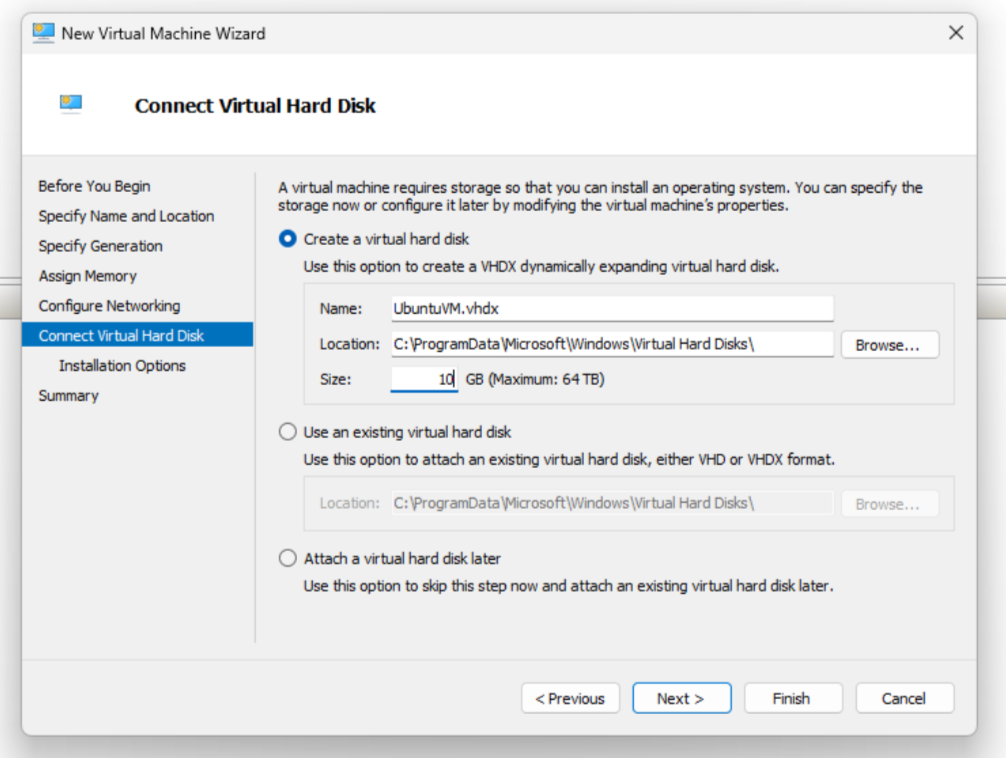 New Virtual Machine Wizard
Connect Virtual Hard Disk
Before You Begin
Specify Name and Location
Specify Generation
Assign Memory
Configure Networking
Connect Virtual Hard Disk
Installation Options
Summary
A virtual machine requires storage so that you can install an operating system. You can specify the
storage now or configure it later by modifying the virtual machine's properties.
Create a virtual hard disk
Use this option to create a VHDX dynamically expanding virtual hard disk.
Name: UbuntuVM.vhdx
Location: C:\ProgramData\Microsoft\Windows\Virtual Hard Disks\ Browse...
Size: 10 GB (Maximum: 64 TB)
Use an existing virtual hard disk
Use this option to attach an existing virtual hard disk, either VHD or VHDX format.
Location: C:\ProgramData\Microsoft\Windows\Virtual Hard Disks\ Browse...
Attach a virtual hard disk later
Use this option to skip this step now and attach an existing virtual hard disk later.
< Previous Next > Finish Cancel